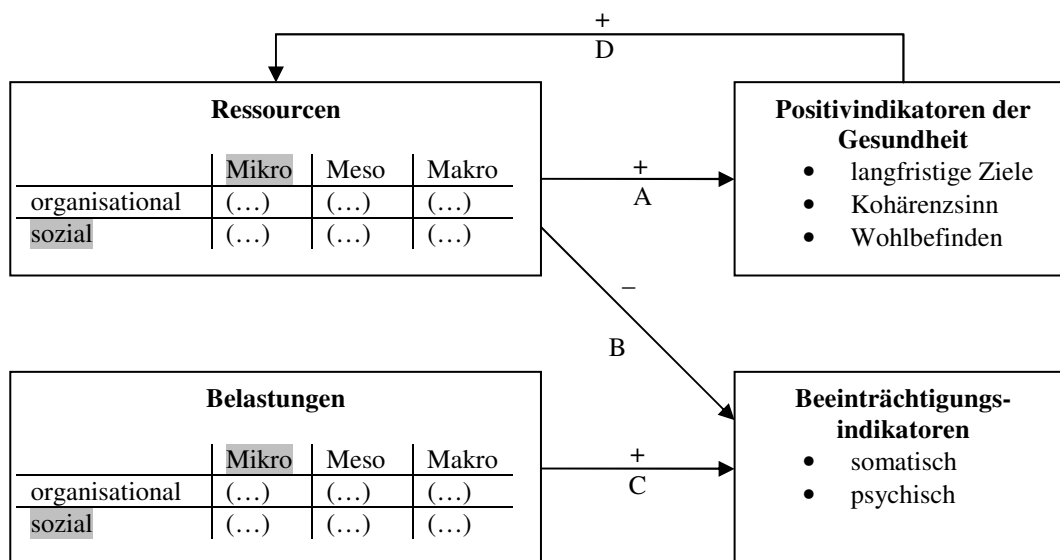 +
D
Ressourcen
Mikro Meso Makro
organisational (…) (…) (…)
sozial (…) (…) (…)
+
A
Positivindikatoren der
Gesundheit
• langfristige Ziele
• Kohärenzsinn
• Wohlbefinden
–
B
Belastungen
Mikro Meso Makro
organisational (…) (…) (…)
sozial (…) (…) (…)
+
C
Beeinträchtigungs-
indikatoren
• somatisch
• psychisch